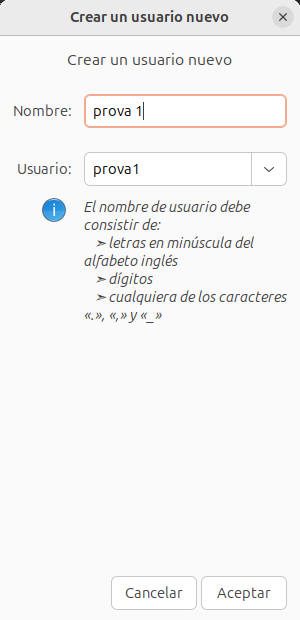 Crear un usuario nuevo
Crear un usuario nuevo
Nombre: prova 1
Usuario: prova1
El nombre de usuario debe
consistir de:
➣ letras en minúscula del
alfabeto inglés
➣ dígitos
➣ cualquiera de los caracteres
«.», «,» y «_»
Cancelar Aceptar